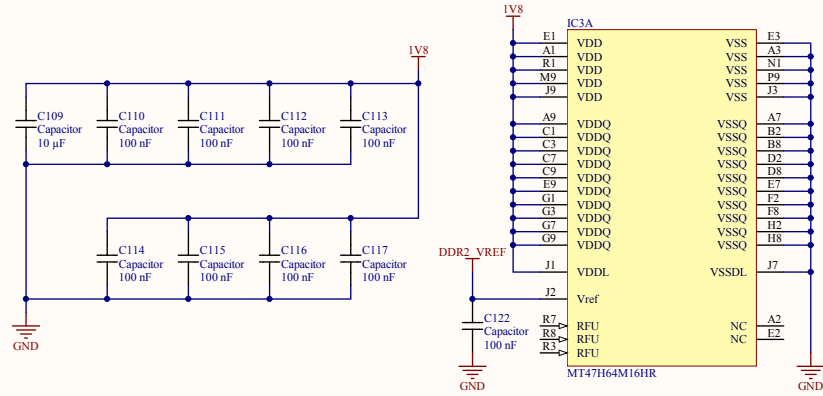 1V8
C109
Capacitor
10 µF
C110
Capacitor
100 nF
C111
Capacitor
100 nF
C112
Capacitor
100 nF
C113
Capacitor
100 nF
C114
Capacitor
100 nF
C115
Capacitor
100 nF
C116
Capacitor
100 nF
C117
Capacitor
100 nF
GND
1V8
IC3A
E1 VDD VSS E3
A1 VDD VSS A3
R1 VDD VSS N1
M9 VDD VSS P9
J9 VDD VSS J3
A9 VDDQ VSSQ A7
C1 VDDQ VSSQ B2
C3 VDDQ VSSQ B8
C7 VDDQ VSSQ D2
C9 VDDQ VSSQ D8
E9 VDDQ VSSQ E7
G1 VDDQ VSSQ F2
G3 VDDQ VSSQ F8
G7 VDDQ VSSQ H2
G9 VDDQ VSSQ H8
J1 VDDL VSSDL J7
DDR2_VREF
J2 Vref
C122
Capacitor
100 nF
R7 RFU NC A2
R8 RFU NC E2
R3 RFU
MT47H64M16HR
GND
GND